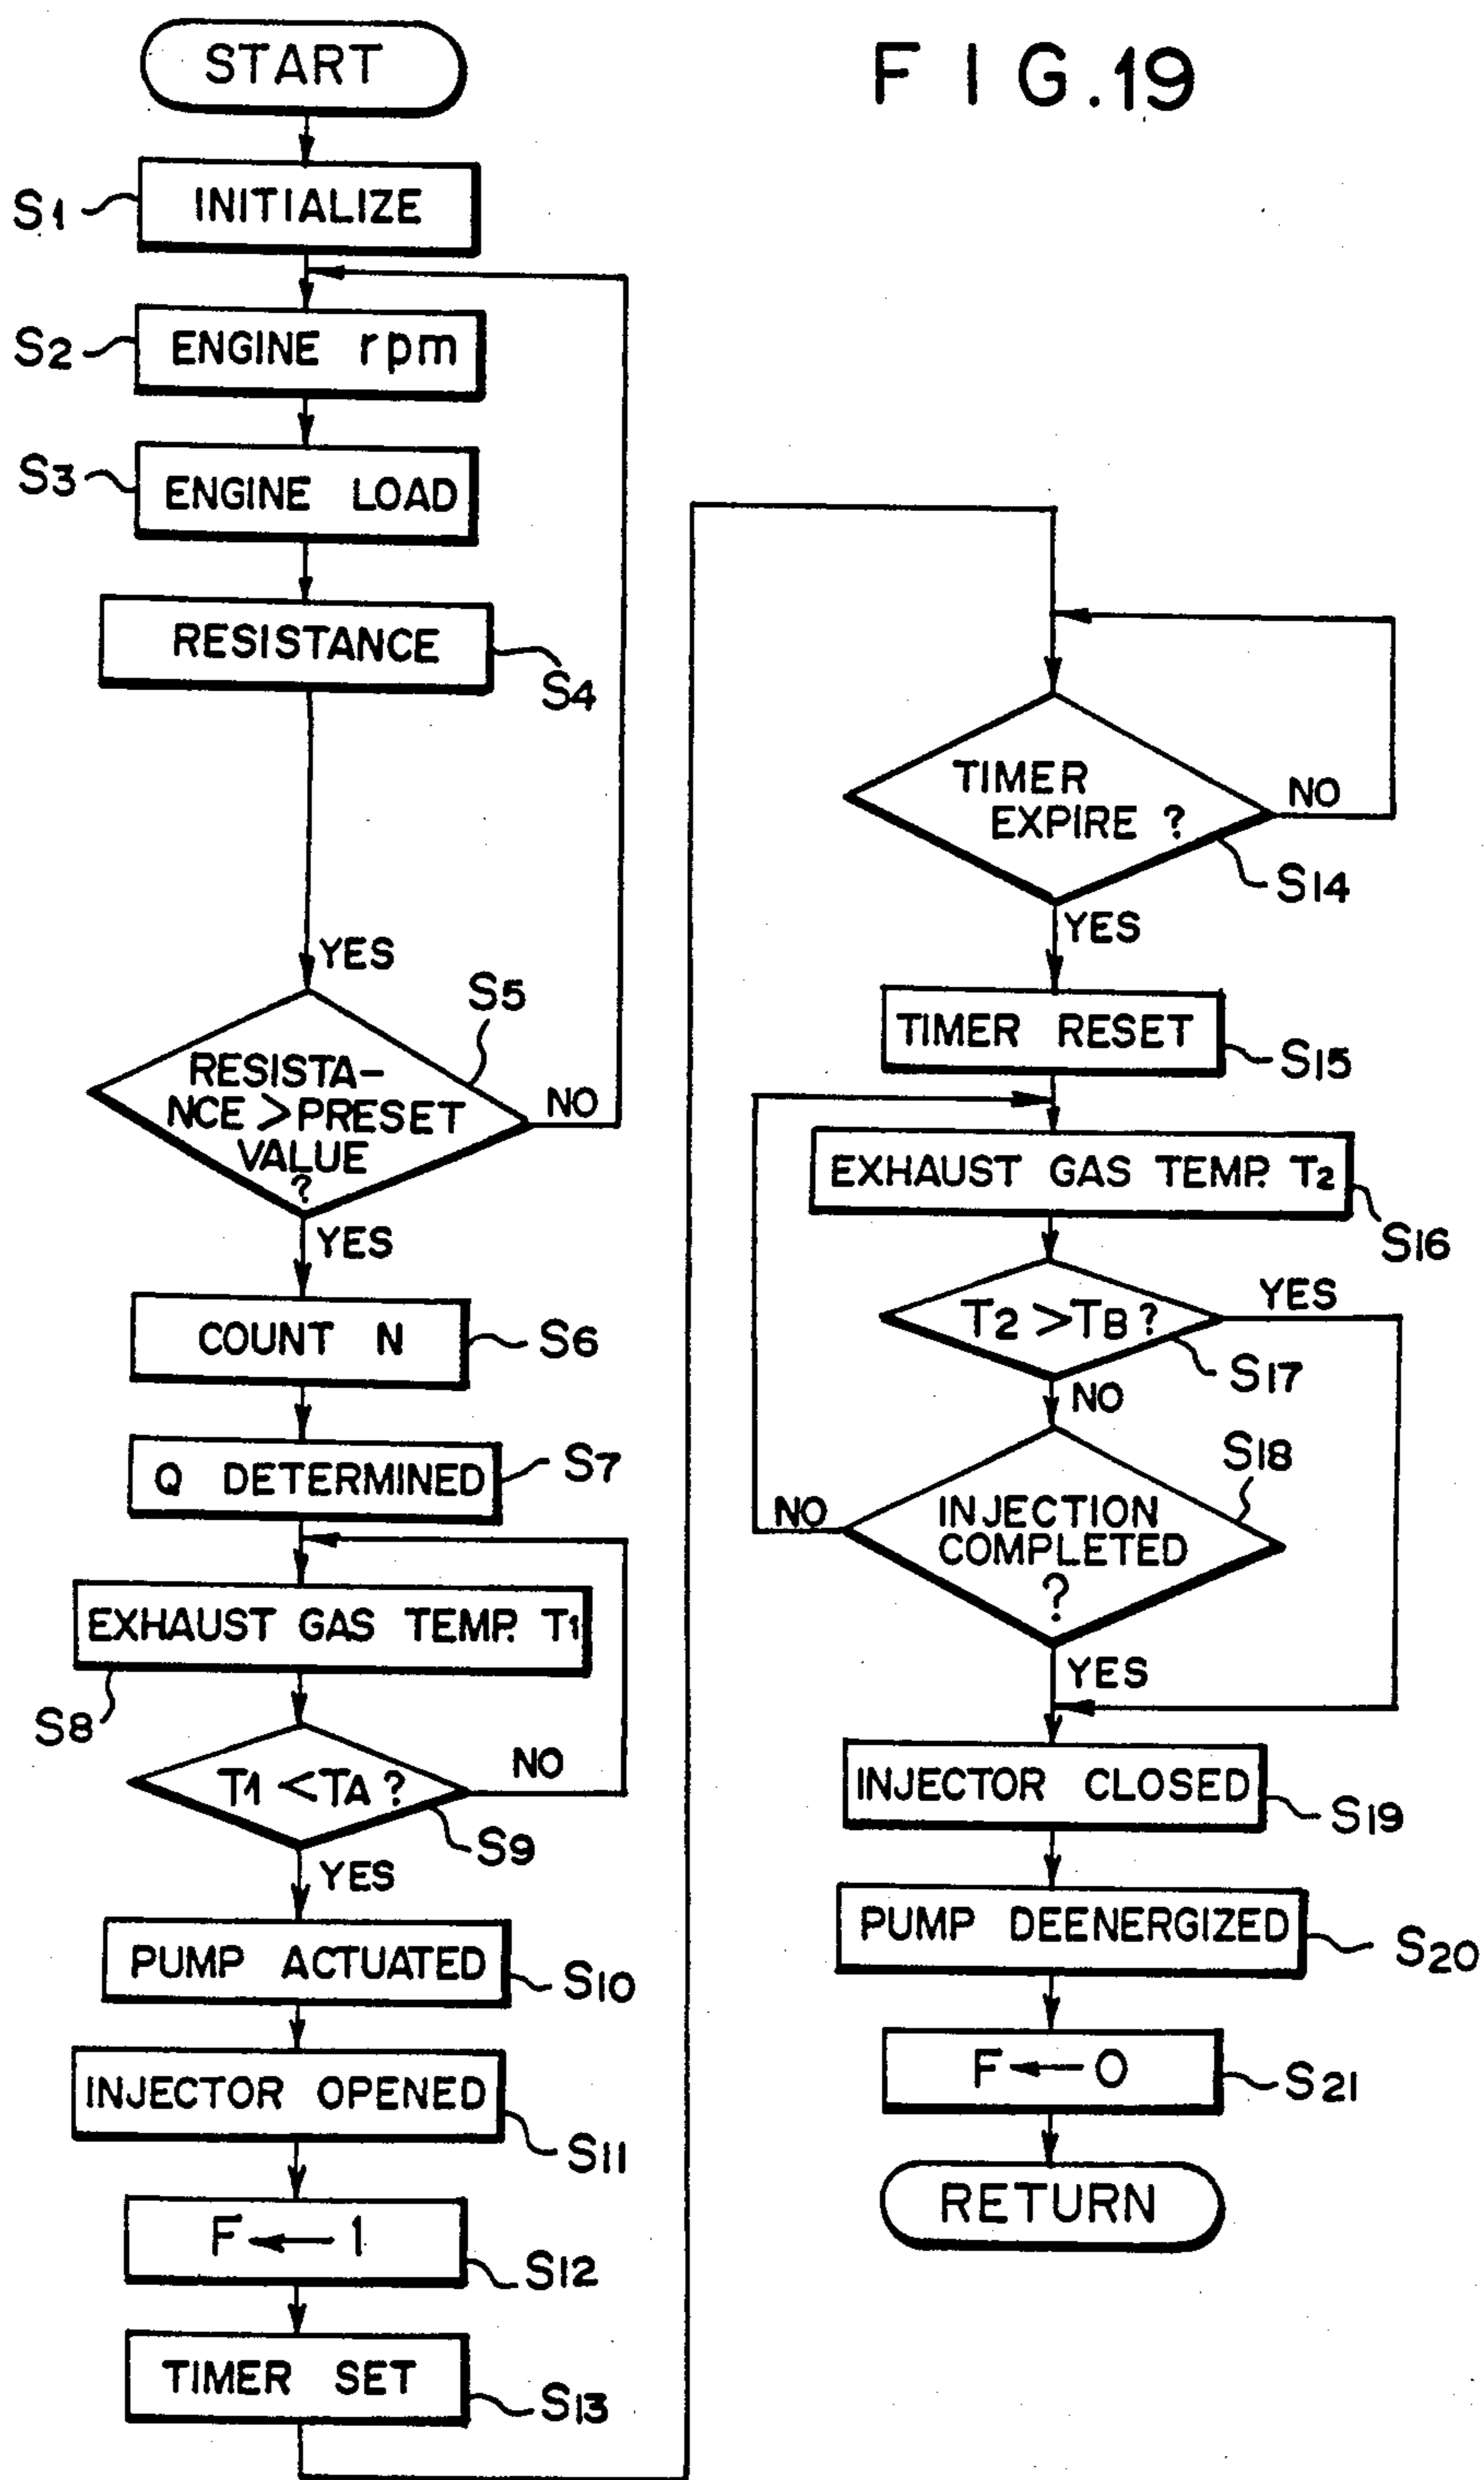 FIG.19
START
S1
INITIALIZE
S2
ENGINE rpm
S3
ENGINE LOAD
RESISTANCE
S4
YES
S5
RESISTA-
NCE >PRESET
VALUE
?
NO
YES
COUNT N
S6
Q DETERMINED
S7
EXHAUST GAS TEMP. T1
S8
T1 <TA ?
NO
S9
YES
PUMP ACTUATED
S10
INJECTOR OPENED
S11
F ← 1
S12
TIMER SET
S13
TIMER
EXPIRE ?
NO
S14
YES
TIMER RESET
S15
EXHAUST GAS TEMP. T2
S16
T2 >TB ?
YES
S17
NO
S18
INJECTION
COMPLETED
?
NO
YES
INJECTOR CLOSED
S19
PUMP DEENERGIZED
S20
F ← 0
S21
RETURN